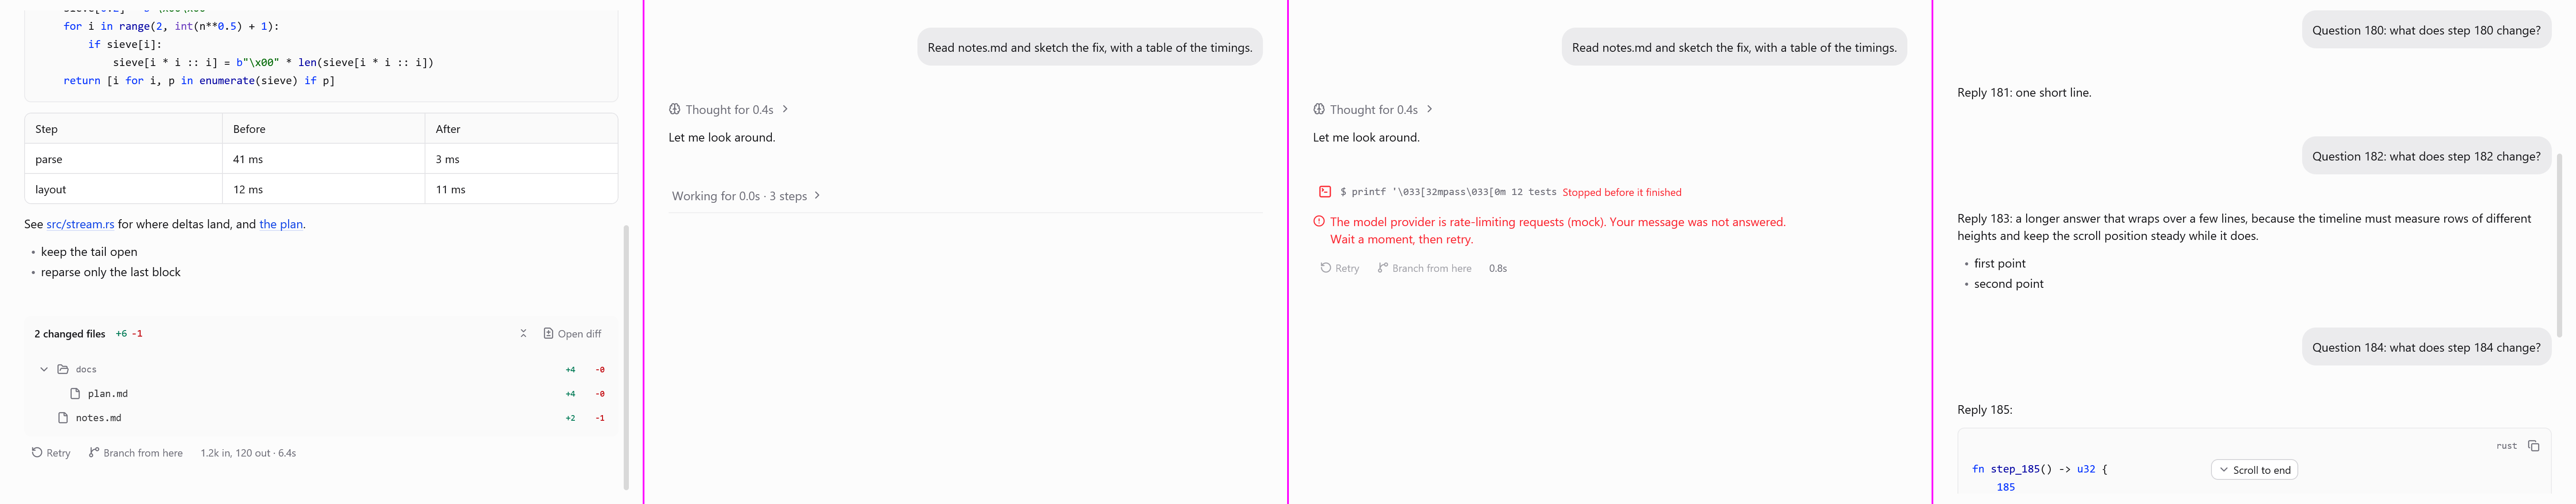 for i in range(2, int(n**0.5) + 1):
if sieve[i]:
sieve[i * i :: i] = b"\x00" * len(sieve[i * i :: i])
return [i for i, p in enumerate(sieve) if p]
Step Before After
parse 41 ms 3 ms
layout 12 ms 11 ms
See src/stream.rs for where deltas land, and the plan.
• keep the tail open
• reparse only the last block
2 changed files +6 -1 Open diff
docs +4 -0
plan.md +4 -0
notes.md +2 -1
Retry Branch from here 1.2k in, 120 out · 6.4s
Read notes.md and sketch the fix, with a table of the timings.
Thought for 0.4s
Let me look around.
Working for 0.0s · 3 steps
Read notes.md and sketch the fix, with a table of the timings.
Thought for 0.4s
Let me look around.
$ printf '\033[32mpass\033[0m 12 tests Stopped before it finished
The model provider is rate-limiting requests (mock). Your message was not answered.
Wait a moment, then retry.
Retry Branch from here 0.8s
Question 180: what does step 180 change?
Reply 181: one short line.
Question 182: what does step 182 change?
Reply 183: a longer answer that wraps over a few lines, because the timeline must measure rows of different
heights and keep the scroll position steady while it does.
• first point
• second point
Question 184: what does step 184 change?
Reply 185:
rust
fn step_185() -> u32 {
Scroll to end
185